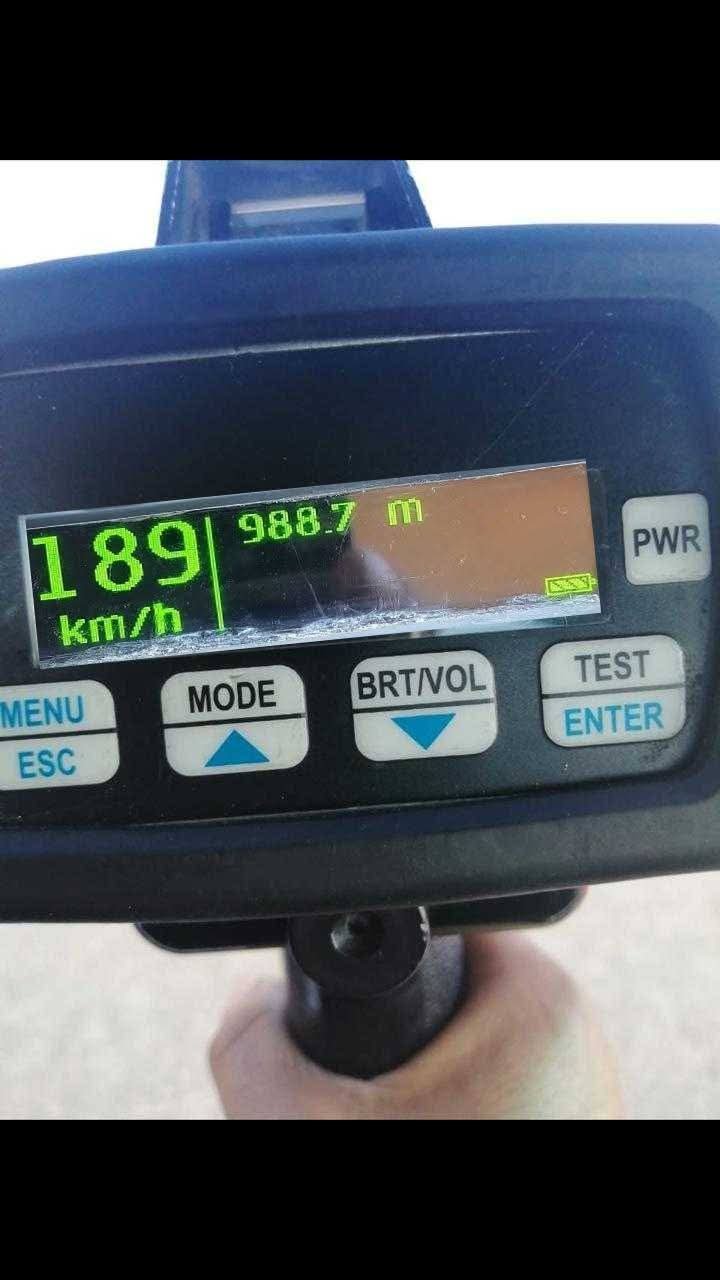 189 988.7 m
km/h
PWR
MENU MODE BRT/VOL TEST
ESC ENTER